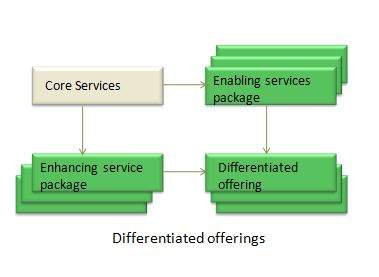 Core Services
Enabling services
package
Enhancing service
package
Differentiated
offering
Differentiated offerings